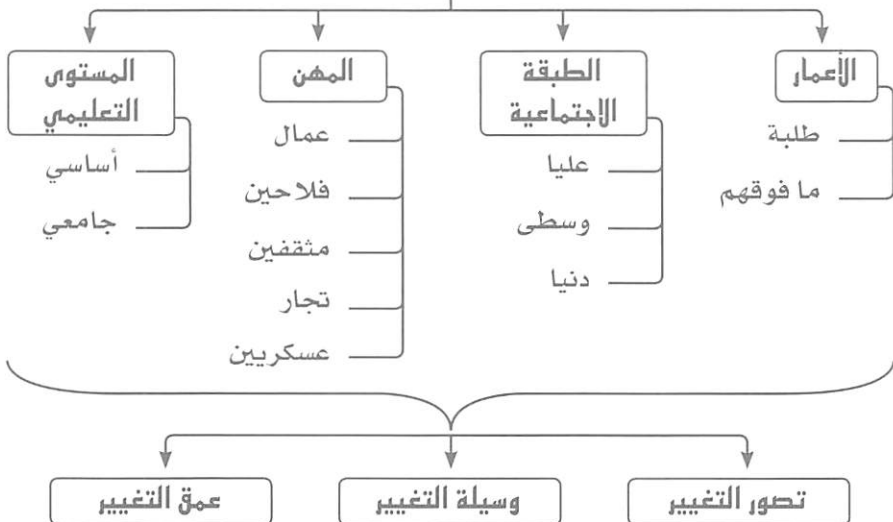 الأعمار
طلبة
ما فوقهم
الطبقة
الاجتماعية
عليا
وسطى
دنيا
المهن
عمال
فلاحين
مثقفين
تجار
عسكريين
المستوى
التعليمي
أساسي
جامعي
تصور التغيير
وسيلة التغيير
عمق التغيير